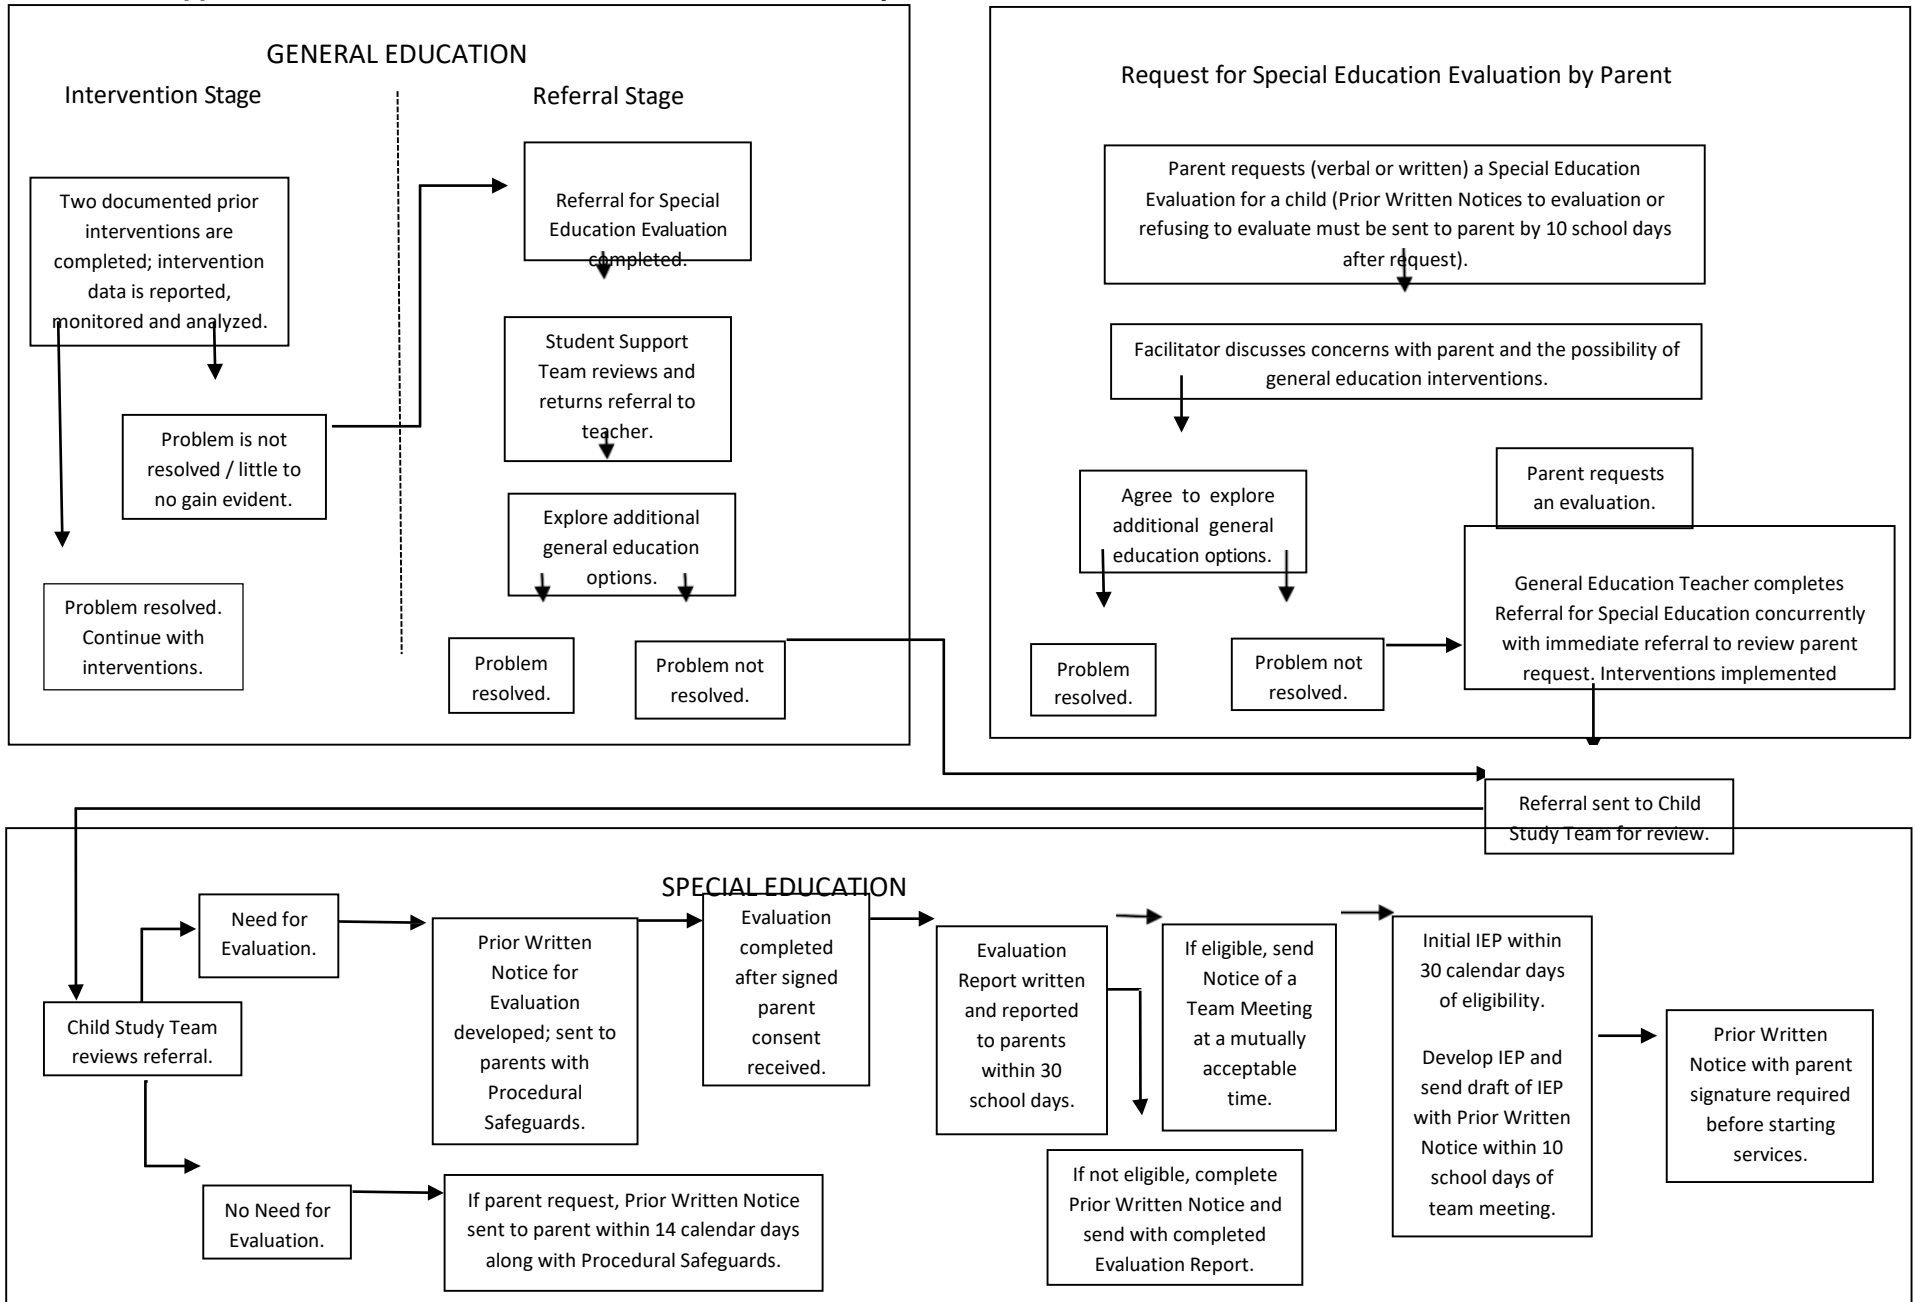 GENERAL EDUCATION
Intervention Stage
Referral Stage
Two documented prior
interventions are
completed; intervention
data is reported,
monitored and analyzed.
Problem is not
resolved / little to
no gain evident.
Problem resolved.
Continue with
interventions.
Referral for Special
Education Evaluation
completed.
Student Support
Team reviews and
returns referral to
teacher.
Explore additional
general education
options.
Problem
resolved.
Problem not
resolved.
Request for Special Education Evaluation by Parent
Parent requests (verbal or written) a Special Education
Evaluation for a child (Prior Written Notices to evaluation or
refusing to evaluate must be sent to parent by 10 school days
after request).
Facilitator discusses concerns with parent and the possibility of
general education interventions.
Agree to explore
additional general
education options.
Parent requests
an evaluation.
Problem
resolved.
Problem not
resolved.
General Education Teacher completes
Referral for Special Education concurrently
with immediate referral to review parent
request. Interventions implemented
Referral sent to Child
Study Team for review.
SPECIAL EDUCATION
Child Study Team
reviews referral.
Need for
Evaluation.
Prior Written
Notice for
Evaluation
developed; sent to
parents with
Procedural
Safeguards.
Evaluation
completed
after signed
parent
consent
received.
Evaluation
Report written
and reported
to parents
within 30
school days.
If eligible, send
Notice of a
Team Meeting
at a mutually
acceptable
time.
Initial IEP within
30 calendar days
of eligibility.
Develop IEP and
send draft of IEP
with Prior Written
Notice within 10
school days of
team meeting.
Prior Written
Notice with parent
signature required
before starting
services.
No Need for
Evaluation.
If parent request, Prior Written Notice
sent to parent within 14 calendar days
along with Procedural Safeguards.
If not eligible, complete
Prior Written Notice and
send with completed
Evaluation Report.